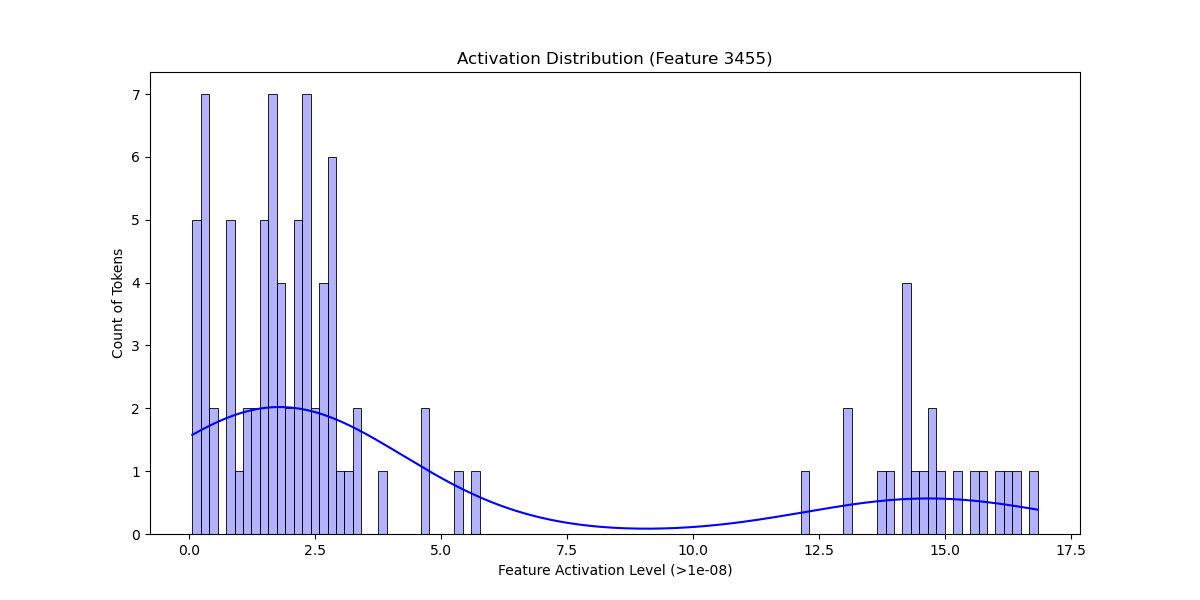 Activation Distribution (Feature 3455)
7
6
5
4
3
2
1
0
Count of Tokens
0.0 2.5 5.0 7.5 10.0 12.5 15.0 17.5
Feature Activation Level (>1e-08)